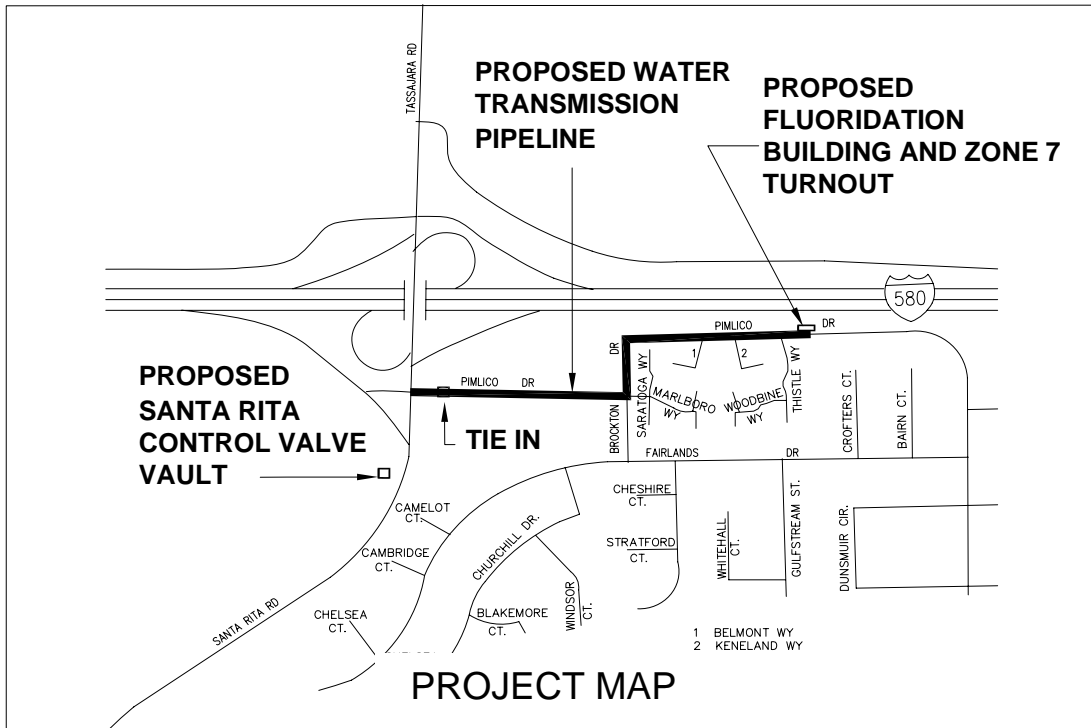 TASSAJARA RD
PROPOSED WATER
TRANSMISSION
PIPELINE
PROPOSED
FLUORIDATION
BUILDING AND ZONE 7
TURNOUT
580
PIMLICO DR
DR
1
2
PIMLICO DR
SARATOGA WY
MARLBORO
WY
WOODBINE
WY
THISTLE WY
PROPOSED
SANTA RITA
CONTROL VALVE
VAULT
TIE IN
BROCKTON
FAIRLANDS DR
CROFTERS CT.
BAIRN CT.
CAMELOT
CT.
CAMBRIDGE
CT.
CHURCHILL DR.
CHESHIRE
CT.
STRATFORD
CT.
WHITEHALL
CT.
GULFSTREAM ST.
DUNSMUIR CIR.
SANTA RITA RD
CHELSEA
CT.
BLAKEMORE
CT.
WINDSOR
CT.
1 BELMONT WY
2 KENELAND WY
PROJECT MAP